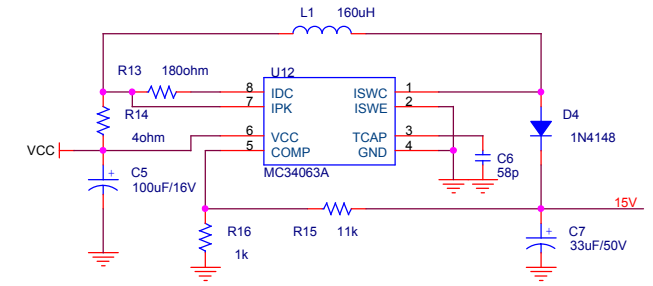 L1 160uH
R13 180ohm
U12
8 IDC ISWC 1
7 IPK ISWE 2
R14
4ohm
D4
1N4148
VCC
6 VCC TCAP 3
5 COMP GND 4
MC34063A
C5
100uF/16V
C6
58p
15V
R16
1k
R15 11k
C7
33uF/50V
+
+